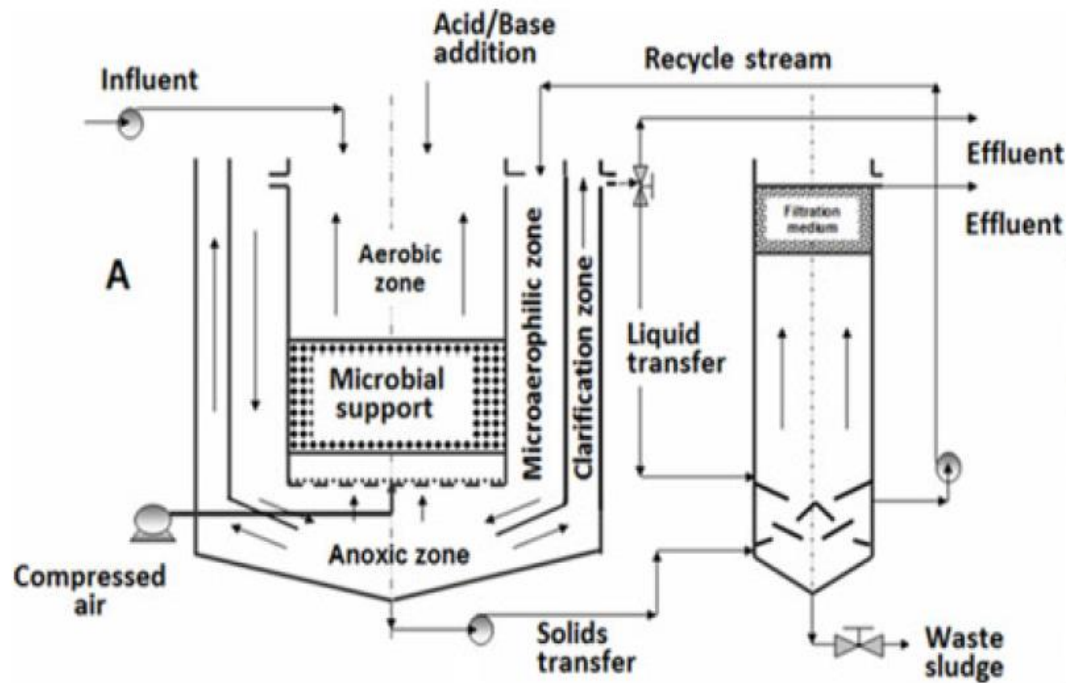 Acid/Base
addition
Influent
Recycle stream
Effluent
Effluent
A
Aerobic
zone
Microbial
support
Microaerophilic zone
Clarification zone
Filtration
medium
Liquid
transfer
Anoxic zone
Compressed
air
Solids
transfer
Waste
sludge